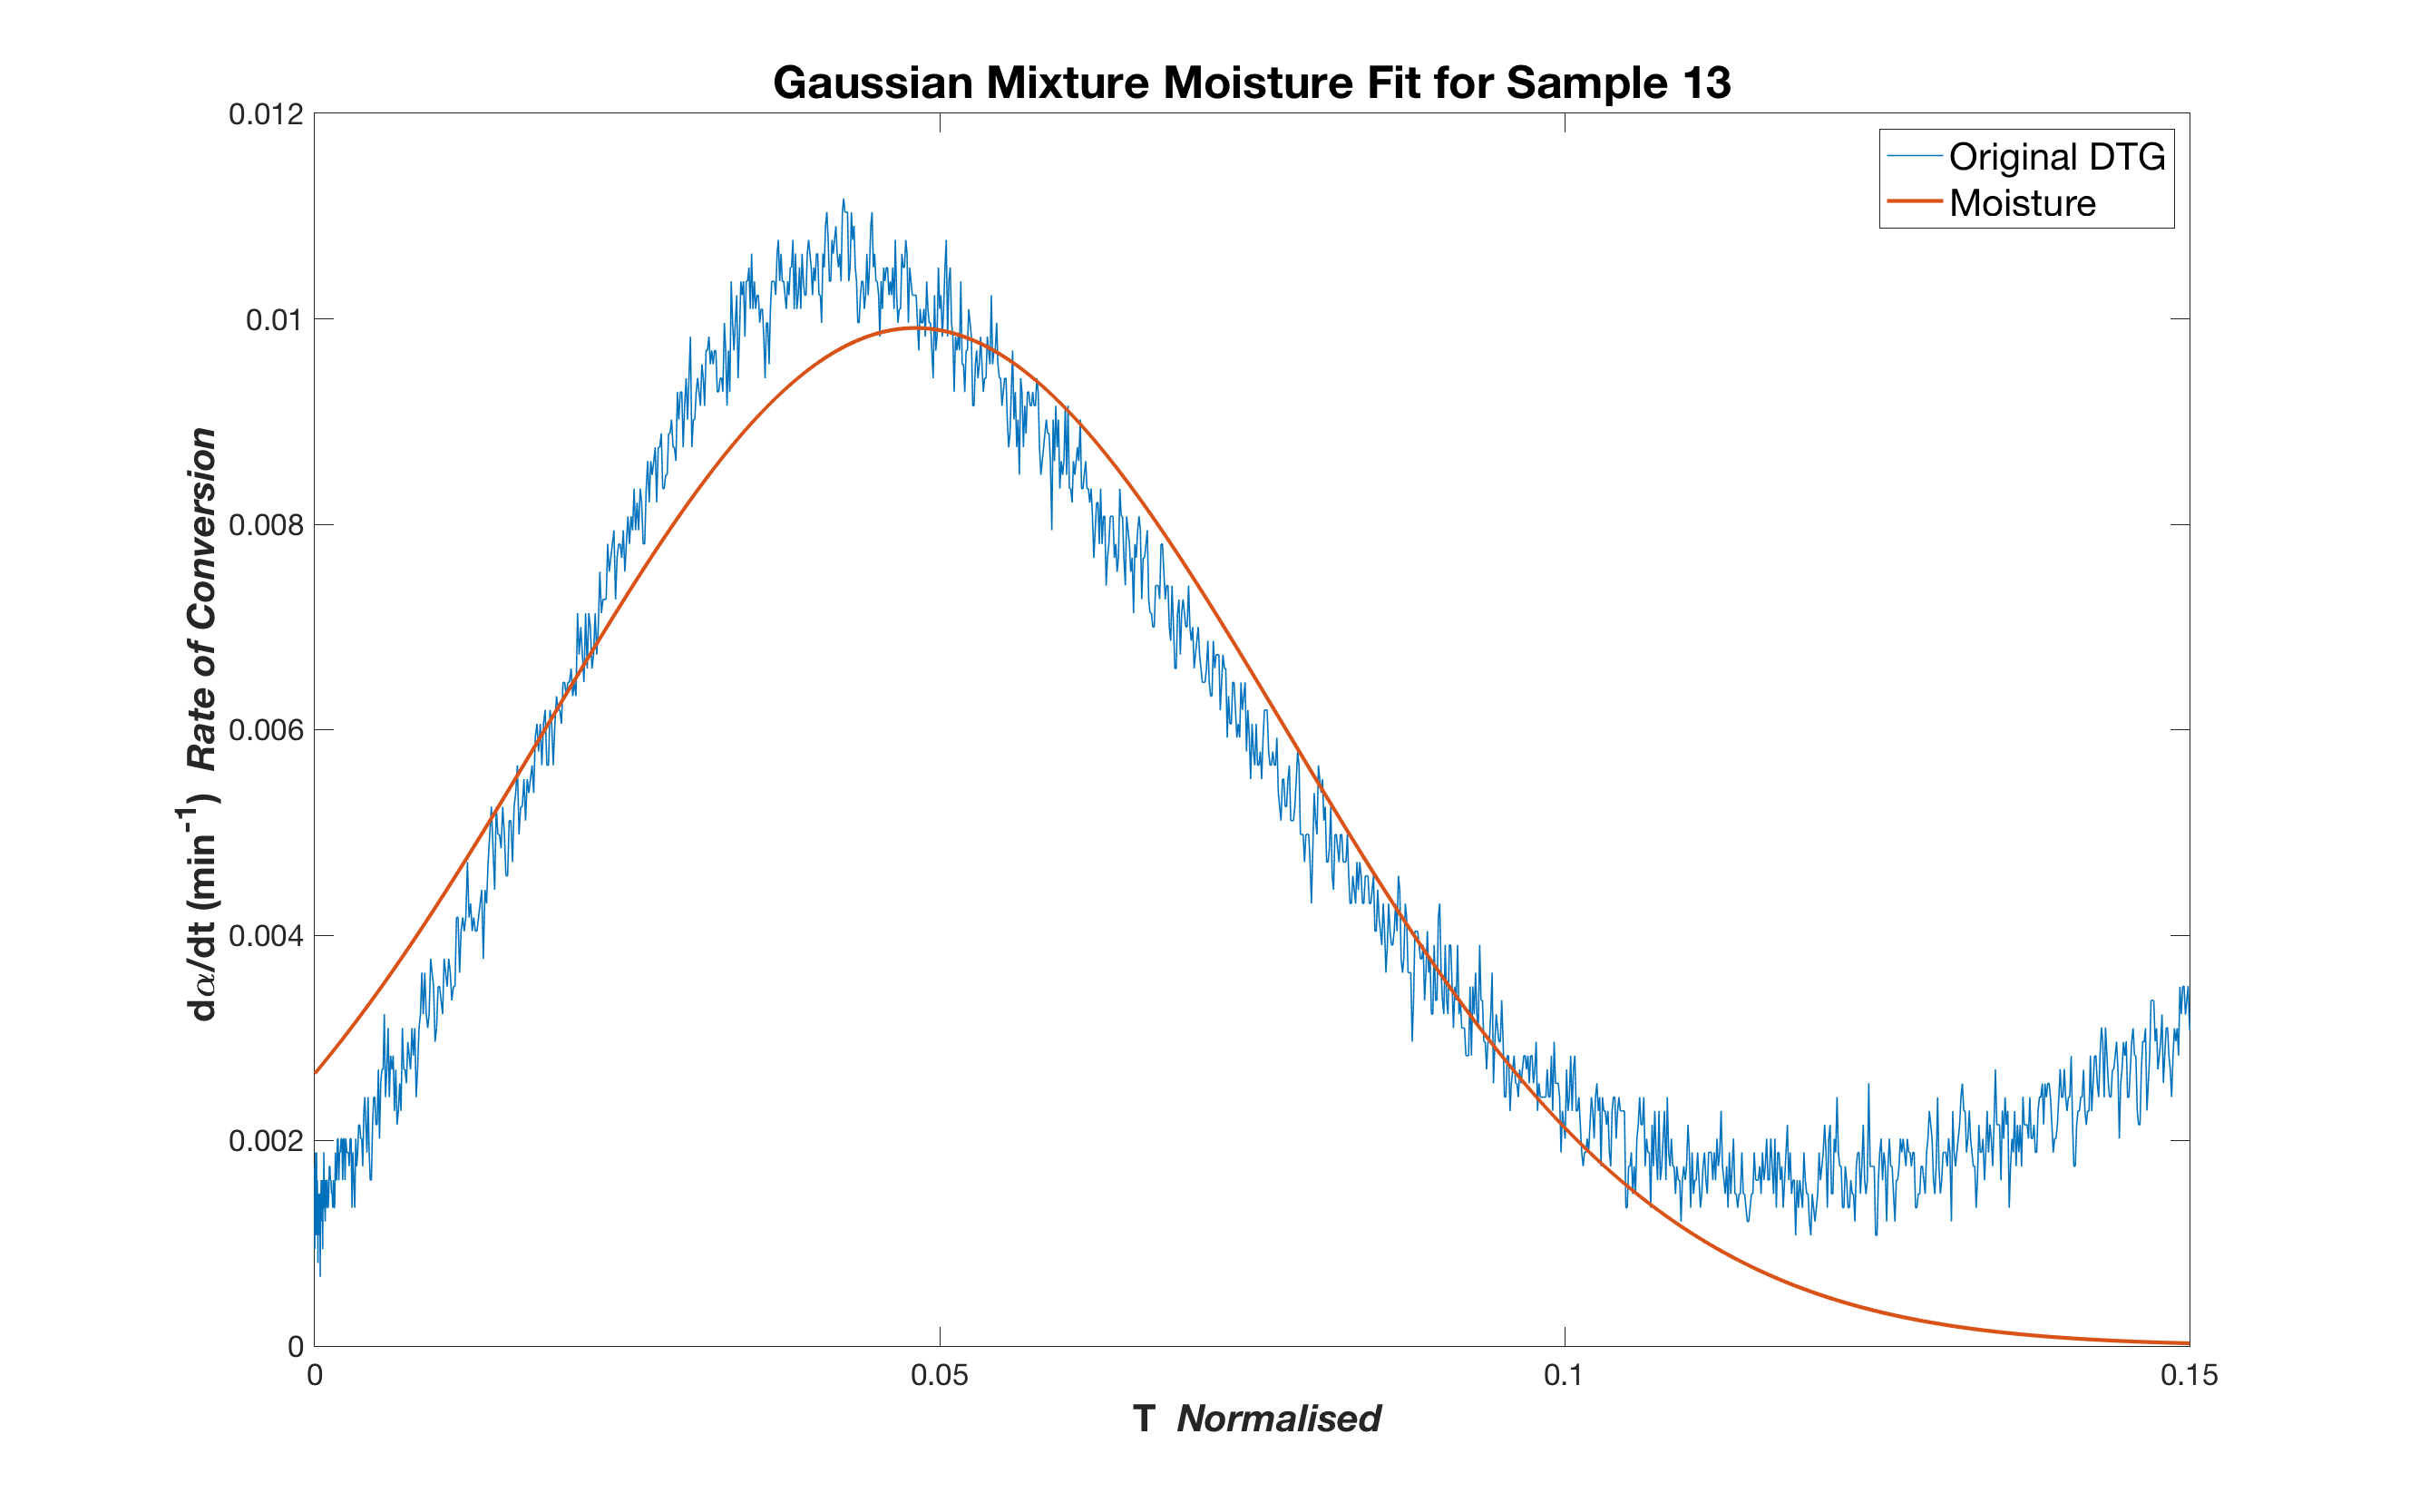 Gaussian Mixture Moisture Fit for Sample 13
0.012
0.01
0.008
0.006
0.004
0.002
0
dα/dt (min⁻¹) Rate of Conversion
Original DTG
Moisture
0 0.05 0.1 0.15
T Normalised